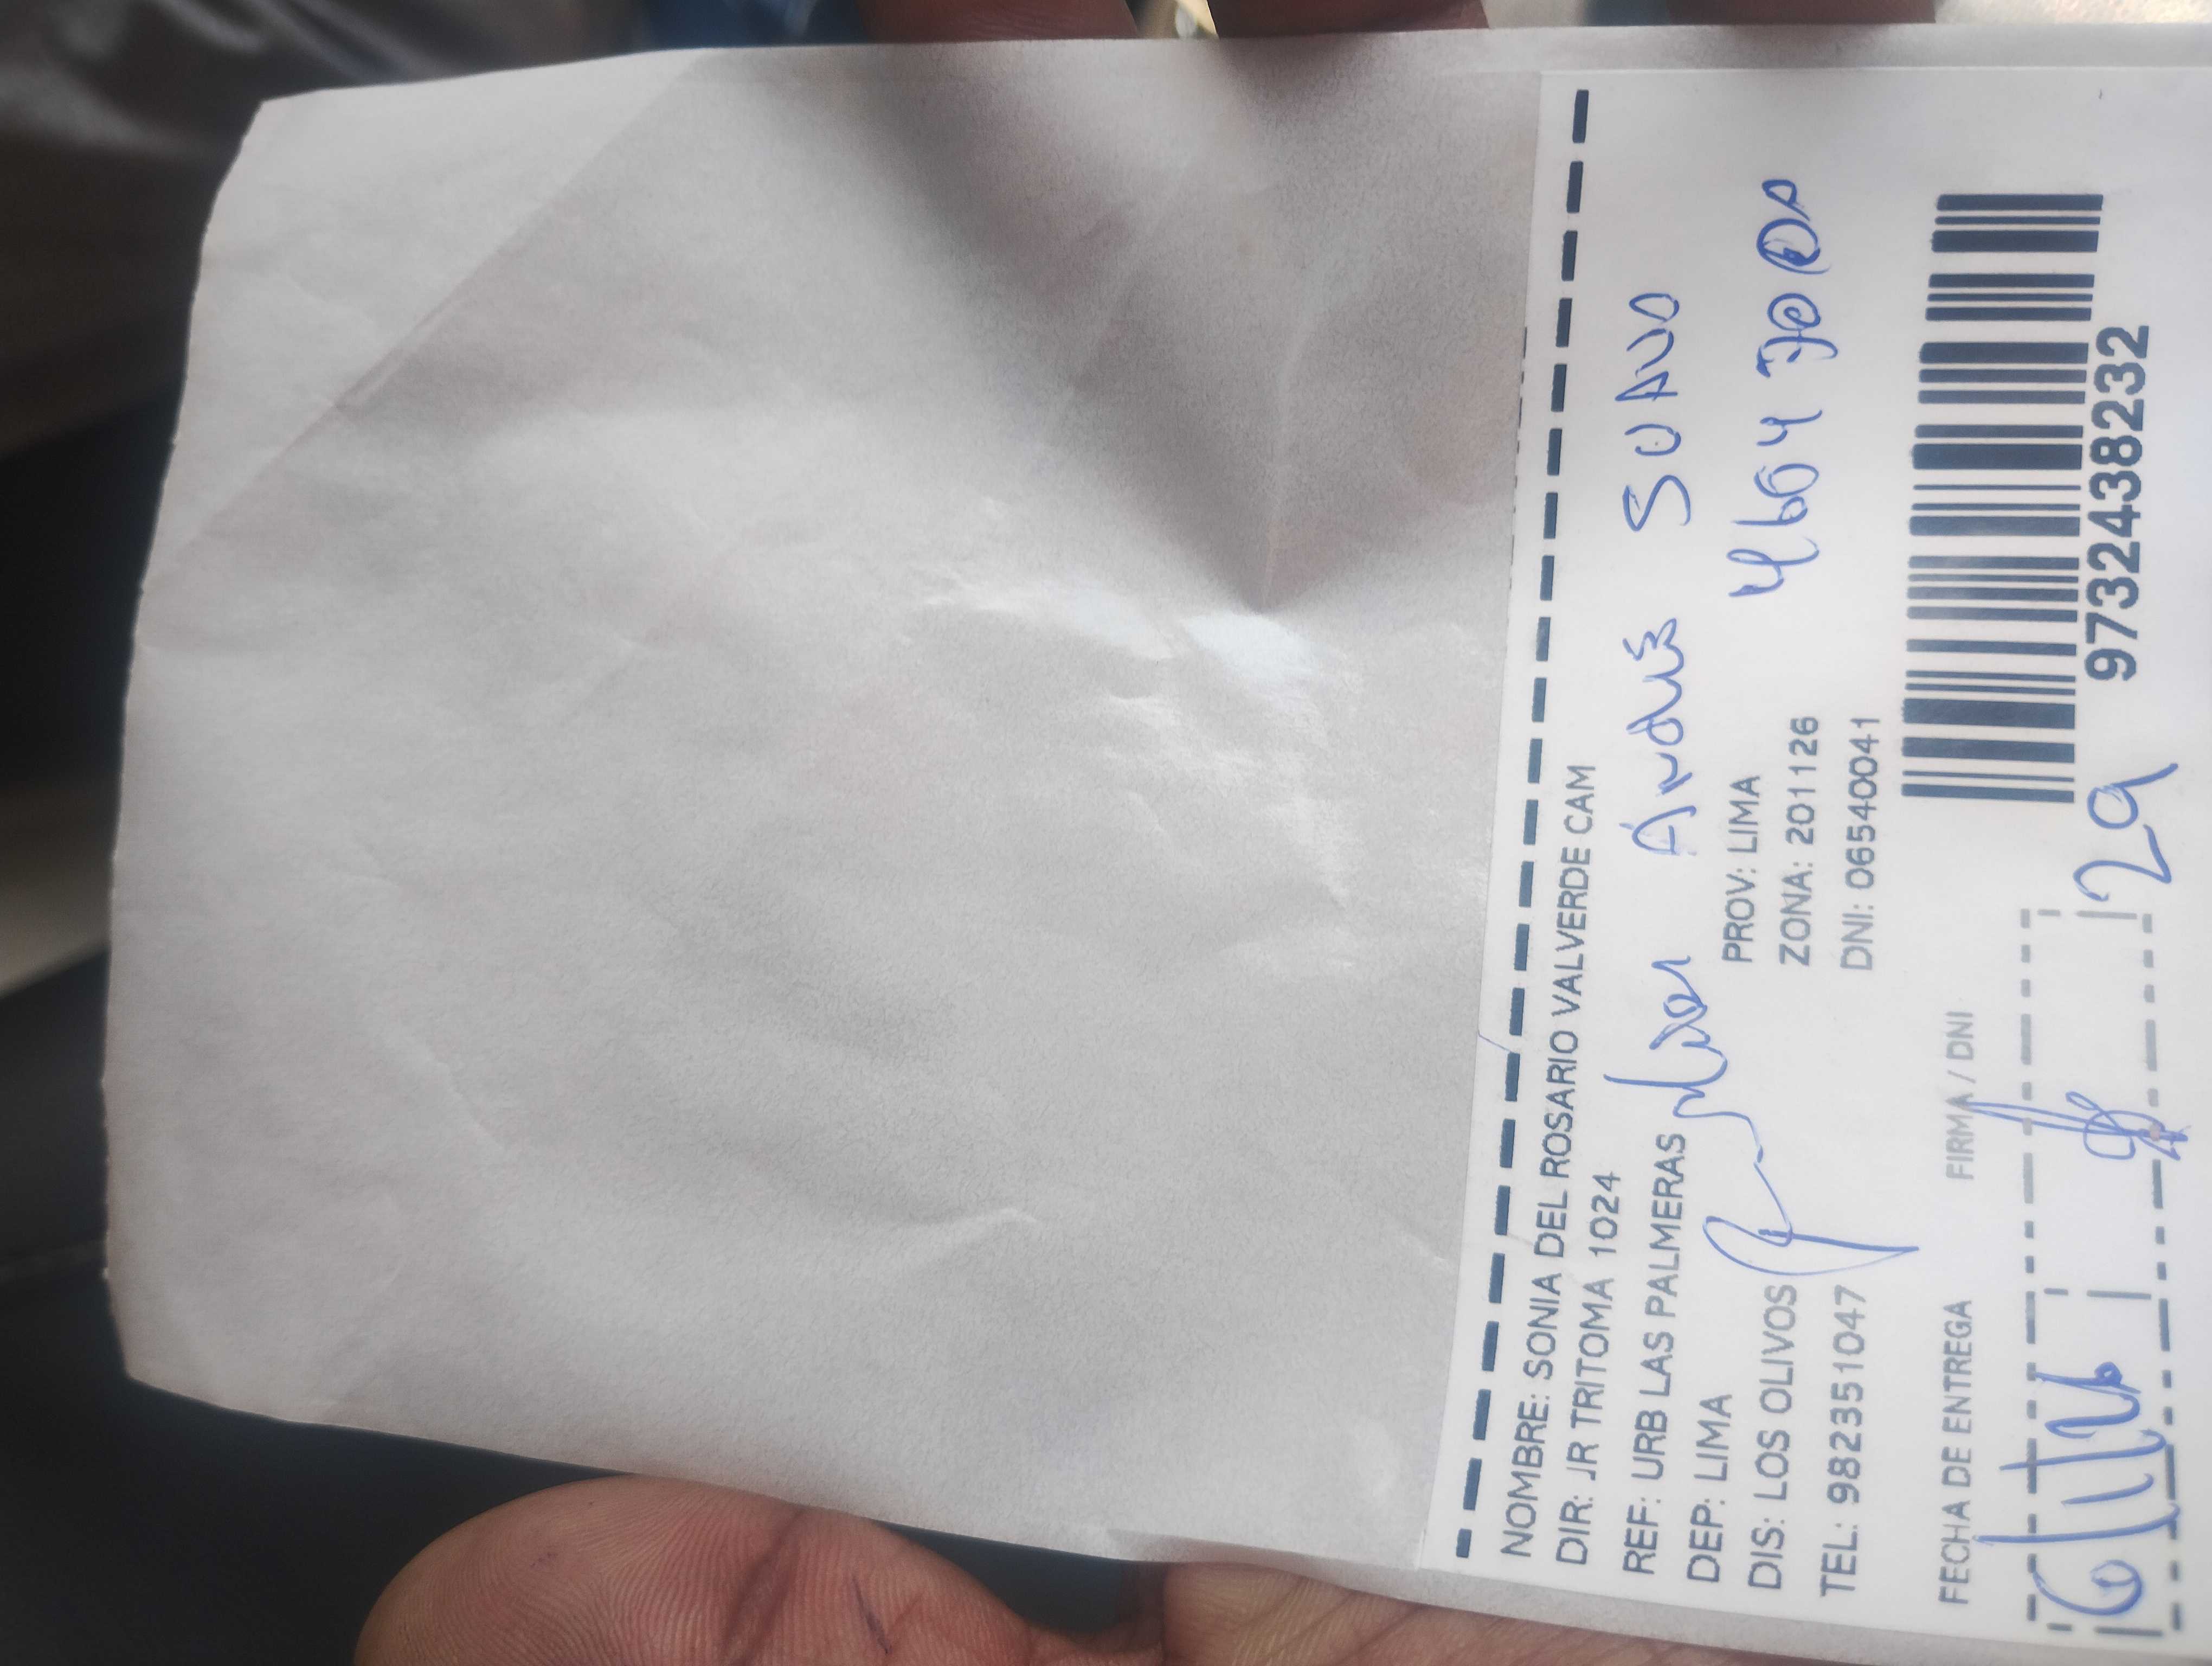 NOMBRE: SONIA DEL ROSARIO VALVERDE CAM
DIR: JR TRITOMA 1024
REF: URB LAS PALMERAS
DEP: LIMA
PROV: LIMA
DIS: LOS OLIVOS
ZONA: 201126
TEL: 982351047
DNI: 06540041
FECHA DE ENTREGA
FIRMA / DNI
29
9732438232